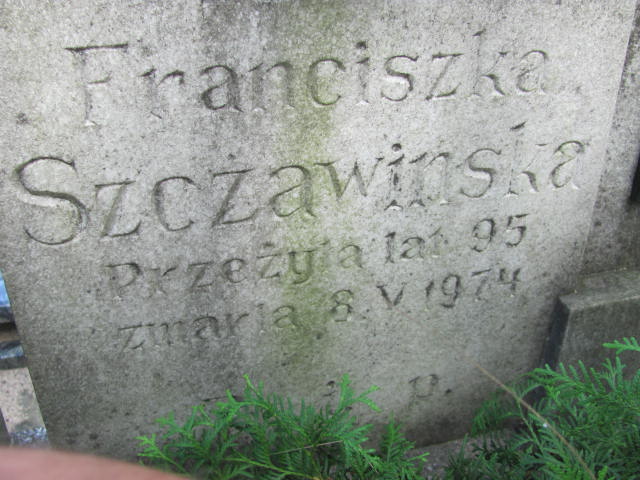 Franciszka
Szczawińska
Przeżyła lat 95
zmarła 8.V.1974
p.